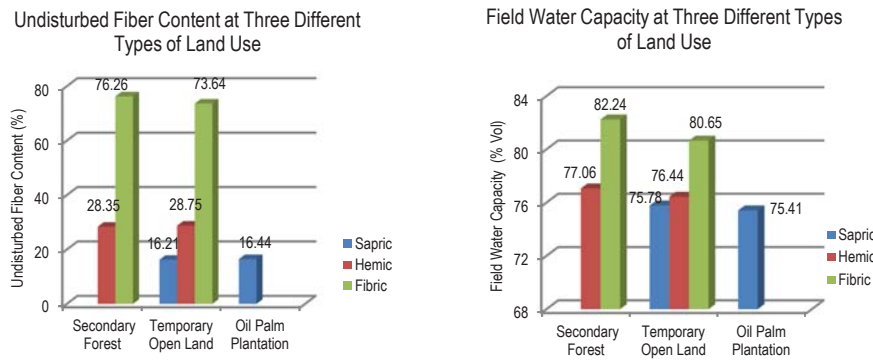 Undisturbed Fiber Content at Three Different
Types of Land Use
Undisturbed Fiber Content (%)
80
60
40
20
0
76.26
73.64
28.35
28.75
16.21
16.44
Sapric
Hemic
Fibric
Secondary
Forest
Temporary
Open Land
Oil Palm
Plantation
Field Water Capacity at Three Different Types
of Land Use
Field Water Capacity (% Vol)
84
80
76
72
68
82.24
80.65
77.06
76.44
75.78
75.41
Sapric
Hemic
Fibric
Secondary
Forest
Temporary
Open Land
Oil Palm
Plantation